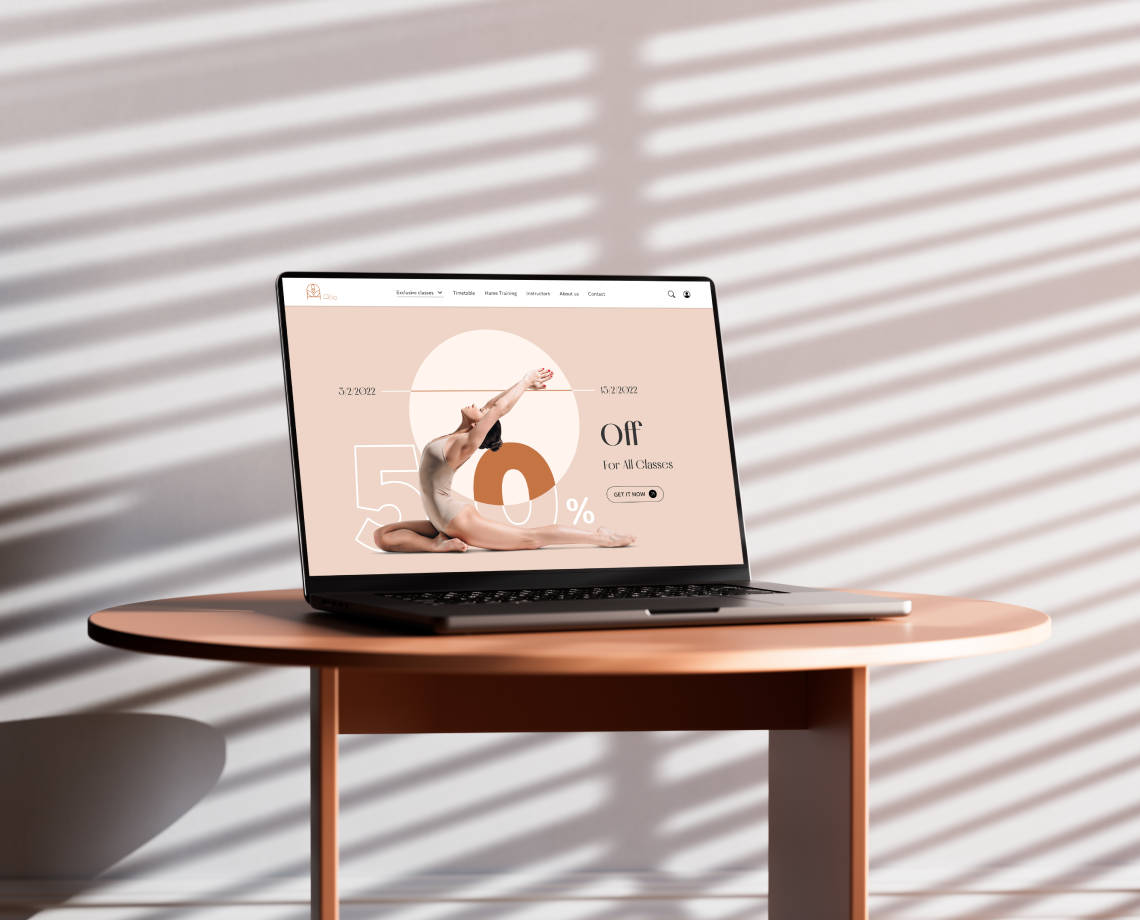 Exclusive classes
Timetable
Home Training
Instructors
About us
Contact
3/2/2022
15/2/2022
50%
Off
For All Classes
GET IT NOW